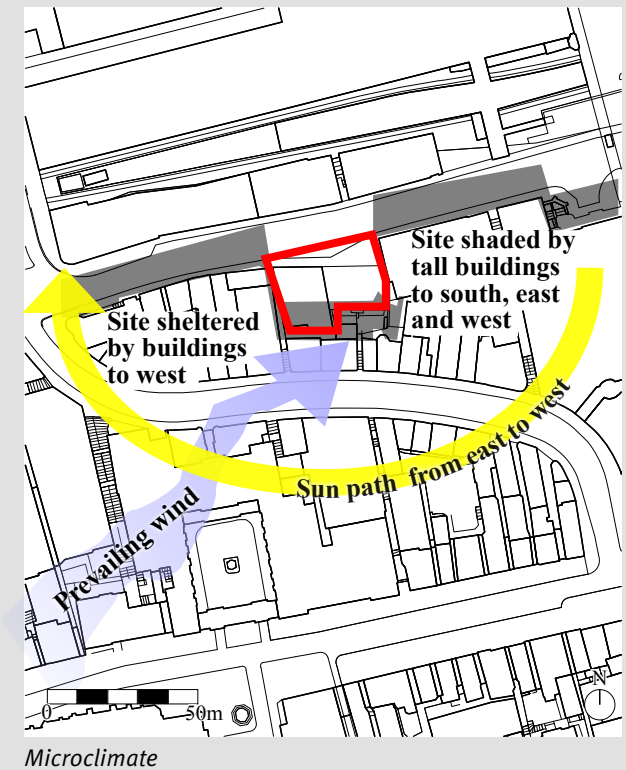 Site shaded by
tall buildings
to south, east
and west
Site sheltered
by buildings
to west
Sun path from east to west
Prevailing wind
0 50m
N
Microclimate